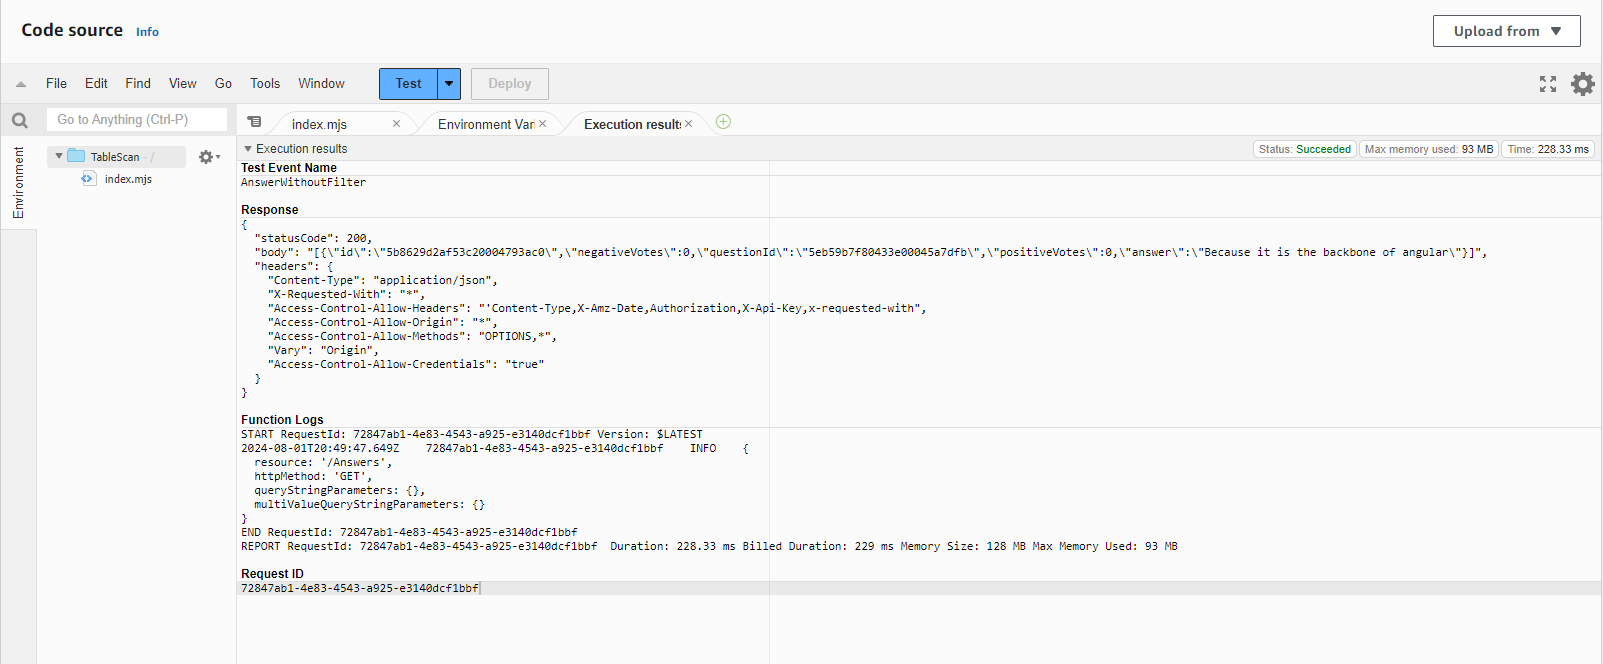 Code source Info
Upload from
File Edit Find View Go Tools Window Test Deploy
Go to Anything (Ctrl-P)
index.mjs Environment Vari Execution results
Environment
TableScan - /
index.mjs
Execution results
Status: Succeeded Max memory used: 93 MB Time: 228.33 ms
Test Event Name
AnswerWithoutFilter
Response
{
  "statusCode": 200,
  "body": "[{\"id\":\"5b8629d2af53c20004793ac0\",\"negativeVotes\":0,\"questionId\":\"5eb59b7f80433e00045a7dfb\",\"positiveVotes\":0,\"answer\":\"Because it is the backbone of angular\"}]",
  "headers": {
    "Content-Type": "application/json",
    "X-Requested-With": "*",
    "Access-Control-Allow-Headers": "'Content-Type,X-Amz-Date,Authorization,X-Api-Key,x-requested-with",
    "Access-Control-Allow-Origin": "*",
    "Access-Control-Allow-Methods": "OPTIONS,*",
    "Vary": "Origin",
    "Access-Control-Allow-Credentials": "true"
  }
}
Function Logs
START RequestId: 72847ab1-4e83-4543-a925-e3140dcf1bbf Version: $LATEST
2024-08-01T20:49:47.649Z    72847ab1-4e83-4543-a925-e3140dcf1bbf    INFO    {
  resource: '/Answers',
  httpMethod: 'GET',
  queryStringParameters: {},
  multiValueQueryStringParameters: {}
}
END RequestId: 72847ab1-4e83-4543-a925-e3140dcf1bbf
REPORT RequestId: 72847ab1-4e83-4543-a925-e3140dcf1bbf  Duration: 228.33 ms Billed Duration: 229 ms Memory Size: 128 MB Max Memory Used: 93 MB
Request ID
72847ab1-4e83-4543-a925-e3140dcf1bbf